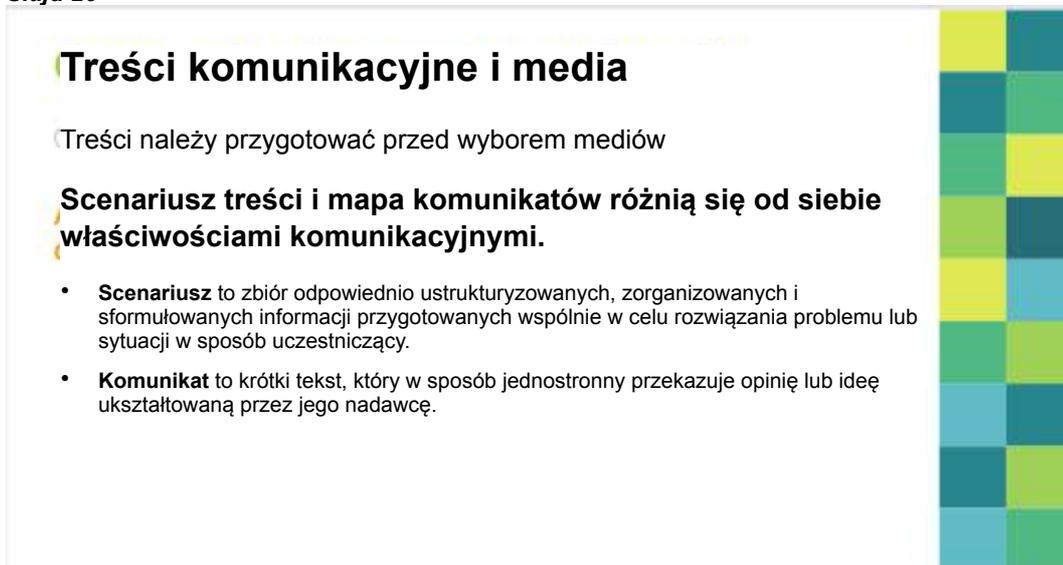 Treści komunikacyjne i media
Treści należy przygotować przed wyborem mediów
Scenariusz treści i mapa komunikatów różnią się od siebie
właściwościami komunikacyjnymi.
• Scenariusz to zbiór odpowiednio ustrukturyzowanych, zorganizowanych i
sformułowanych informacji przygotowanych wspólnie w celu rozwiązania problemu lub
sytuacji w sposób uczestniczący.
• Komunikat to krótki tekst, który w sposób jednostronny przekazuje opinię lub ideę
ukształtowaną przez jego nadawcę.